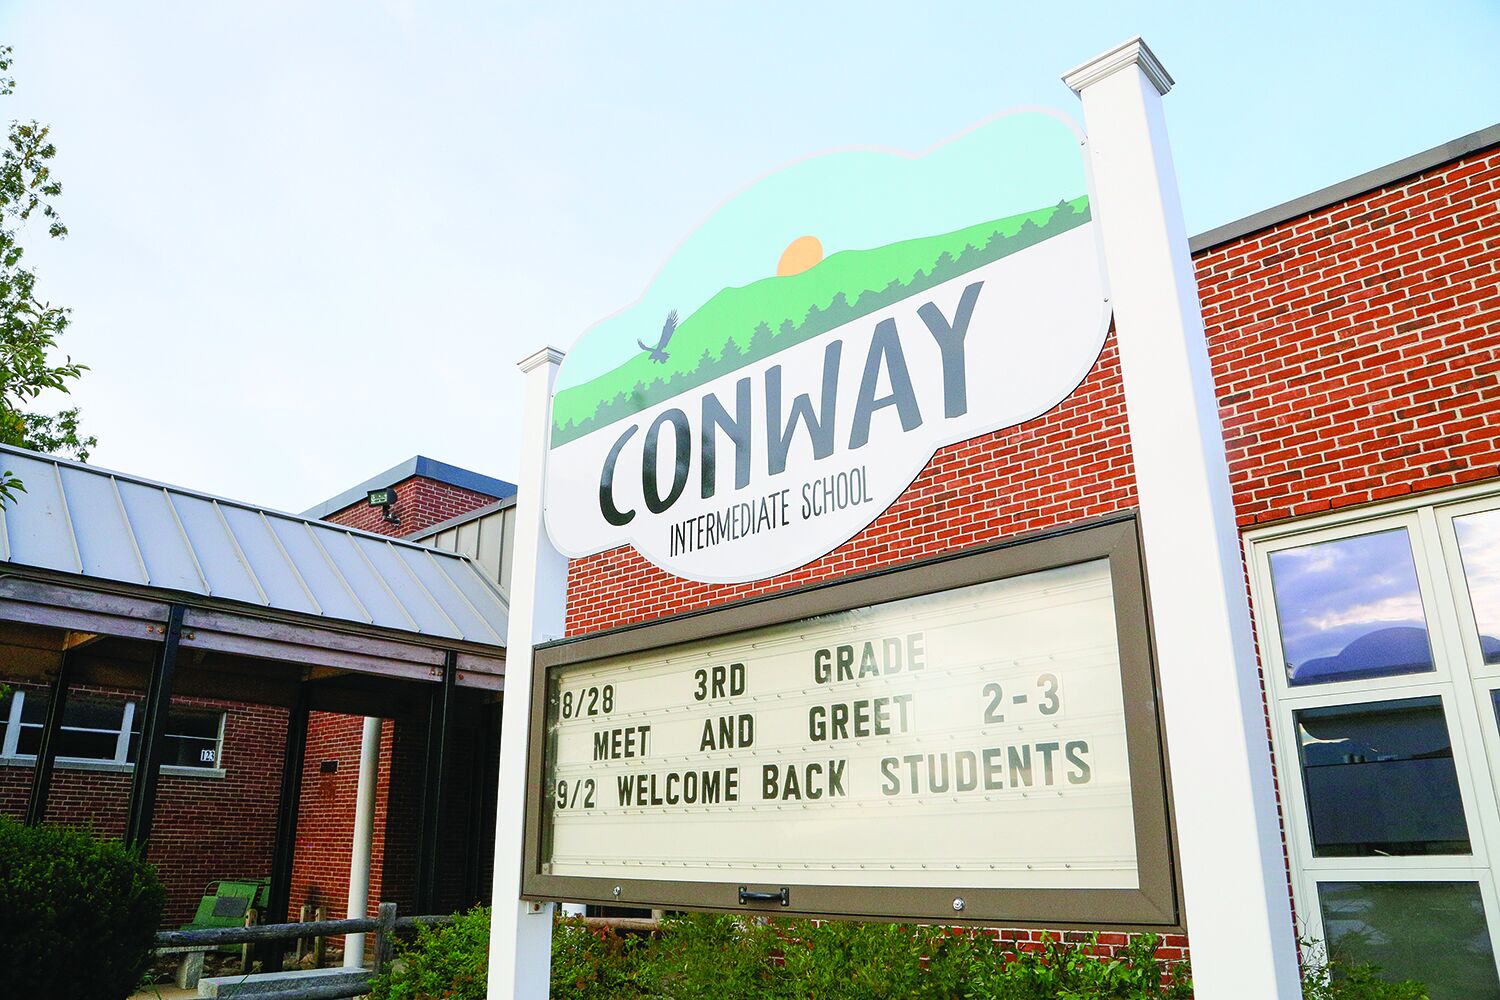 CONWAY
INTERMEDIATE SCHOOL
8/28 3RD GRADE
MEET AND GREET 2-3
9/2 WELCOME BACK STUDENTS
123